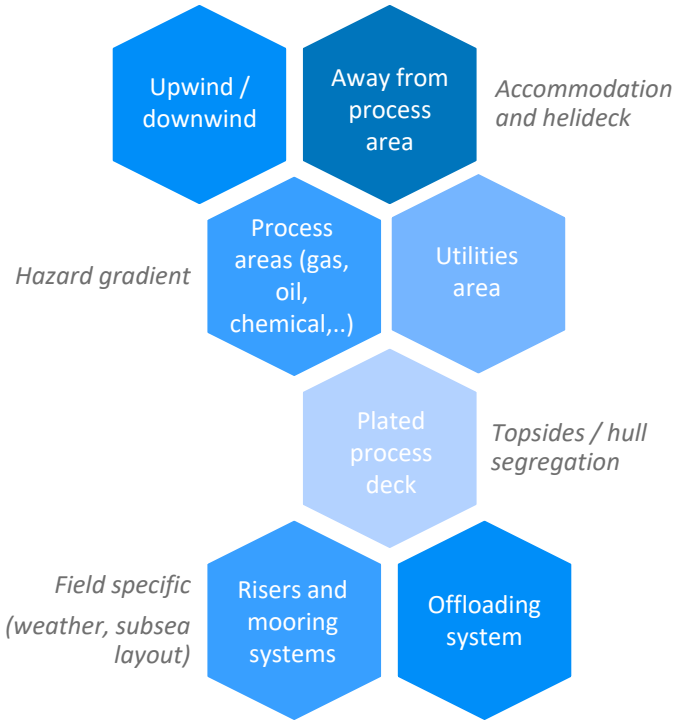 Upwind /
downwind
Away from
process
area
Accommodation
and helideck
Hazard gradient
Process
areas (gas,
oil,
chemical,..)
Utilities
area
Plated
process
deck
Topsides / hull
segregation
Field specific
(weather, subsea
layout)
Risers and
mooring
systems
Offloading
system